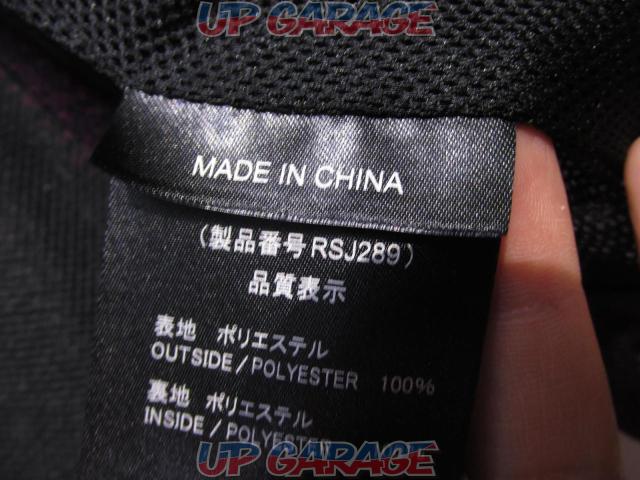 UP GARAGE
MADE IN CHINA
(製品番号RSJ289)
品質表示
表地 ポリエステル
OUTSIDE/POLYESTER 100%
裏地 ポリエステル
INSIDE/POLYESTER
UP GARAGE